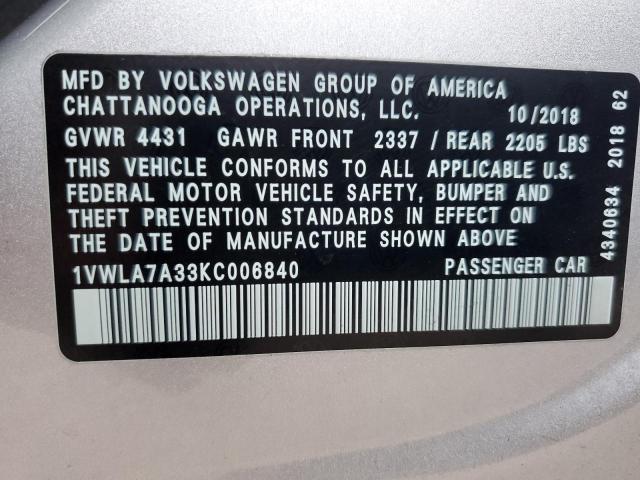 MFD BY VOLKSWAGEN GROUP OF AMERICA
CHATTANOOGA OPERATIONS, LLC. 10/2018
GVWR 4431 GAWR FRONT 2337 / REAR 2205 LBS
THIS VEHICLE CONFORMS TO ALL APPLICABLE U.S.
FEDERAL MOTOR VEHICLE SAFETY, BUMPER AND
THEFT PREVENTION STANDARDS IN EFFECT ON
THE DATE OF MANUFACTURE SHOWN ABOVE
1VWLA7A33KC006840 PASSENGER CAR
4340634 2018 62